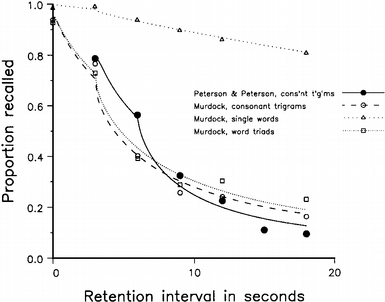 1.0
0.8
0.6
0.4
0.2
0.0
Proportion recalled
Peterson & Peterson, cons'nt t'g'ms
Murdock, consonant trigrams
Murdock, single words
Murdock, word triads
0
10
20
Retention interval in seconds